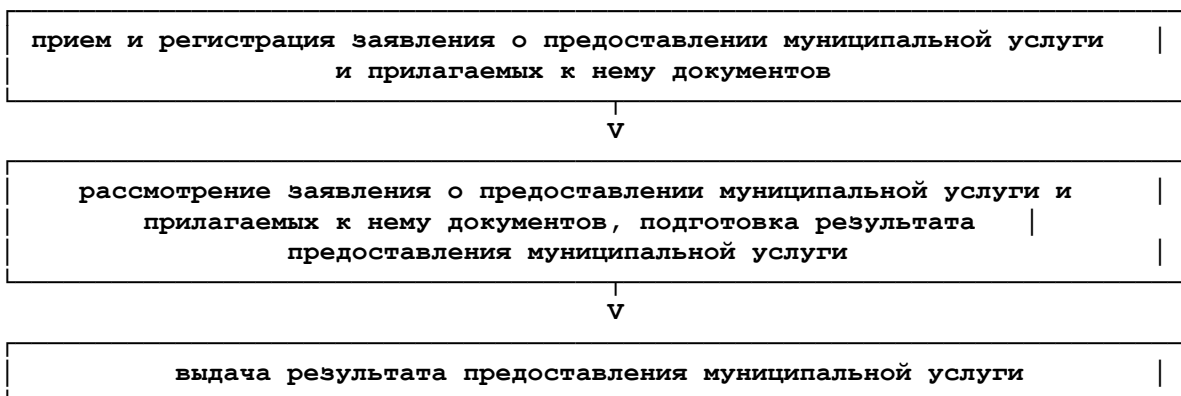 прием и регистрация заявления о предоставлении муниципальной услуги
и прилагаемых к нему документов
V
рассмотрение заявления о предоставлении муниципальной услуги и
прилагаемых к нему документов, подготовка результата
предоставления муниципальной услуги
V
выдача результата предоставления муниципальной услуги